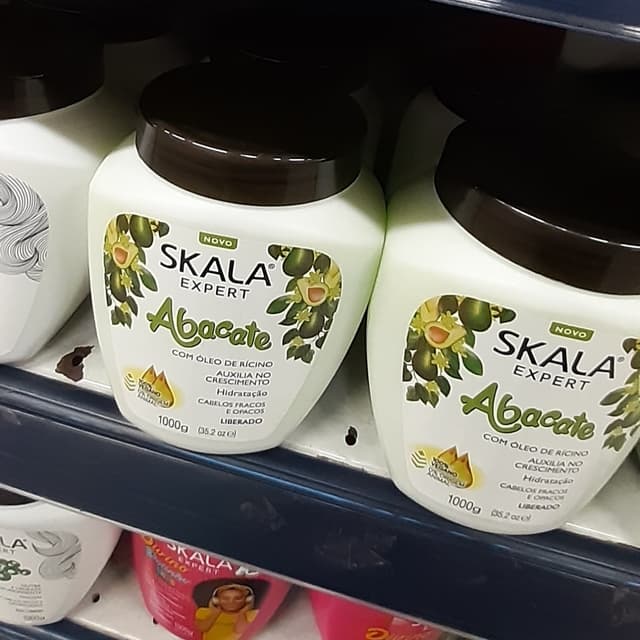 NOVO
SKALA
EXPERT
Abacate
COM ÓLEO DE RÍCINO
AUXILIA NO
CRESCIMENTO
Hidratação
CABELOS FRACOS
E OPACOS
LIBERADO
1000g (35.2 oz ℮)
NOVO
SKALA
EXPERT
Abacate
COM ÓLEO DE RÍCINO
AUXILIA NO
CRESCIMENTO
Hidratação
CABELOS FRACOS
E OPACOS
LIBERADO
1000g (35.2 oz ℮)
SKALA
EXPERT
Divino